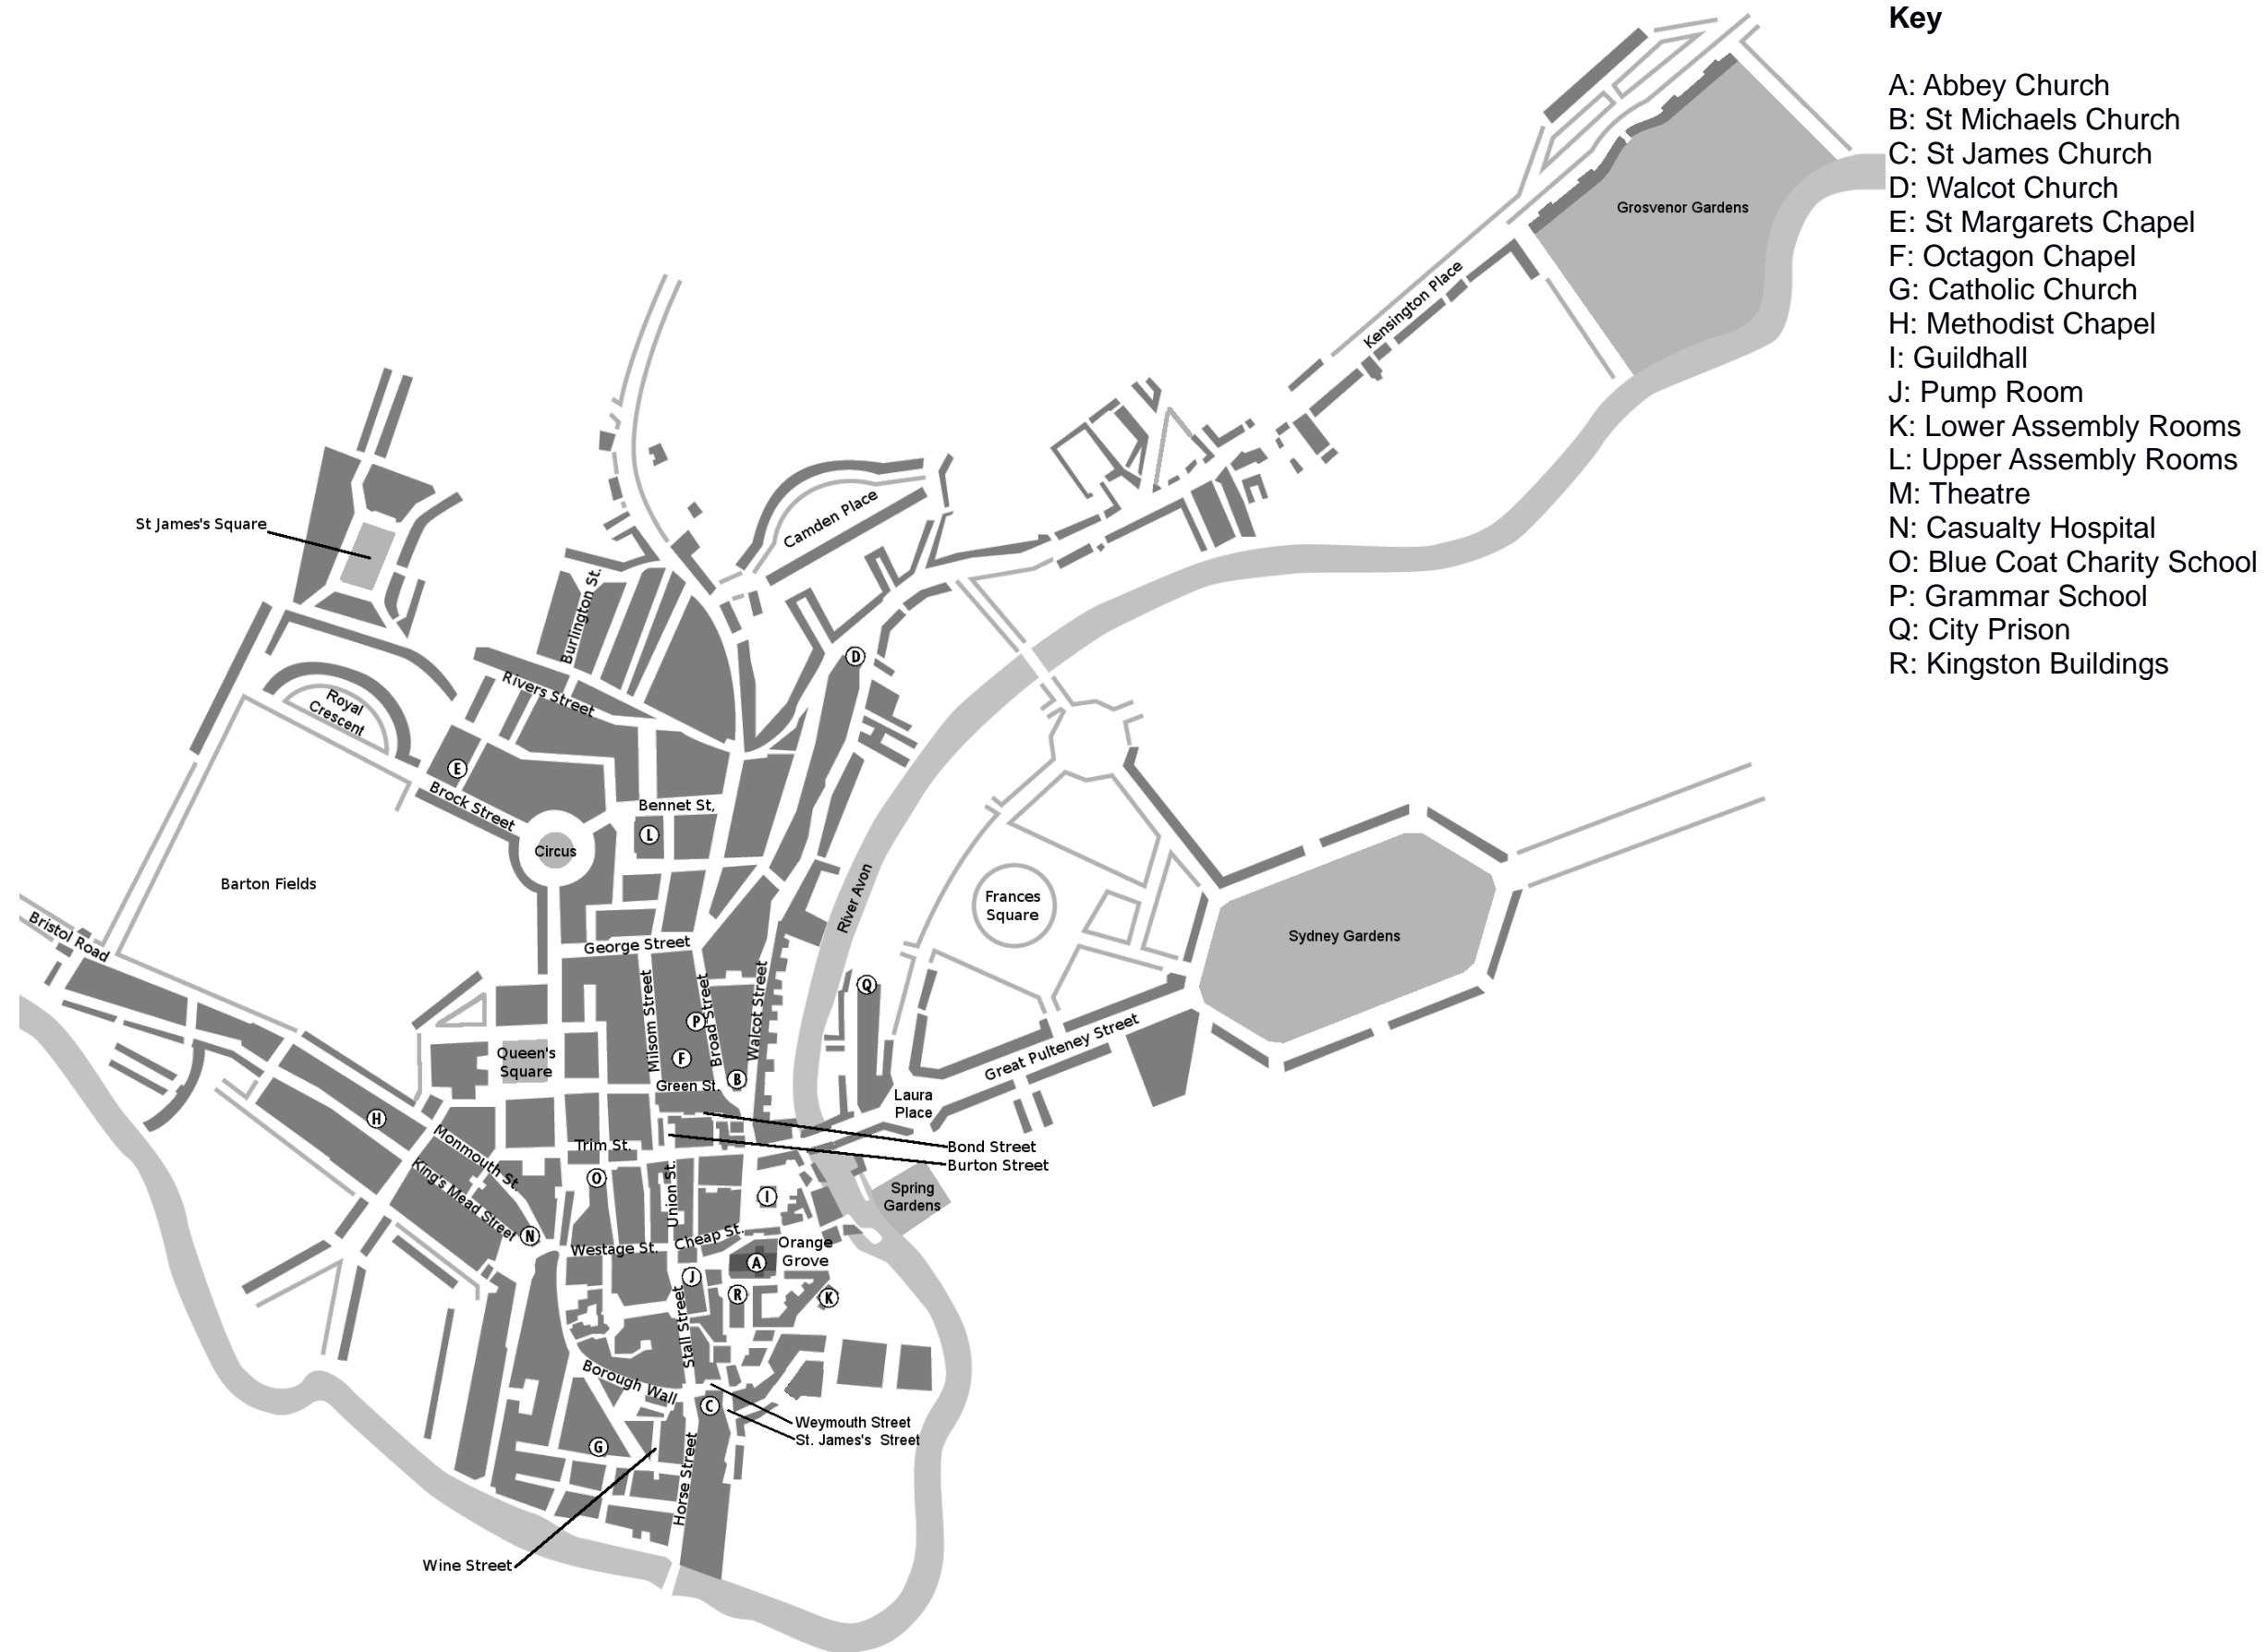 Key
A: Abbey Church
B: St Michaels Church
C: St James Church
D: Walcot Church
E: St Margarets Chapel
F: Octagon Chapel
G: Catholic Church
H: Methodist Chapel
I: Guildhall
J: Pump Room
K: Lower Assembly Rooms
L: Upper Assembly Rooms
M: Theatre
N: Casualty Hospital
O: Blue Coat Charity School
P: Grammar School
Q: City Prison
R: Kingston Buildings
Grosvenor Gardens
Kensington Place
Camden Place
St James's Square
Burlington St.
D
Rivers Street
Royal
Crescent
E
Brock Street
Bennet St,
L
Circus
Barton Fields
River Avon
Frances
Square
Sydney Gardens
Bristol Road
George Street
Milsom Street
Broad Street
Walcot Street
Q
P
F
B
Queen's
Square
Great Pulteney Street
Green St.
Laura
Place
H
Monmouth St.
King's Mead Street
Trim St.
Bond Street
Burton Street
O
Union St.
I
Spring
Gardens
N
Westage St.
Cheap St.
Orange
Grove
A
J
R
K
Stall Street
Borough Wall
C
Weymouth Street
St. James's Street
G
Horse Street
Wine Street